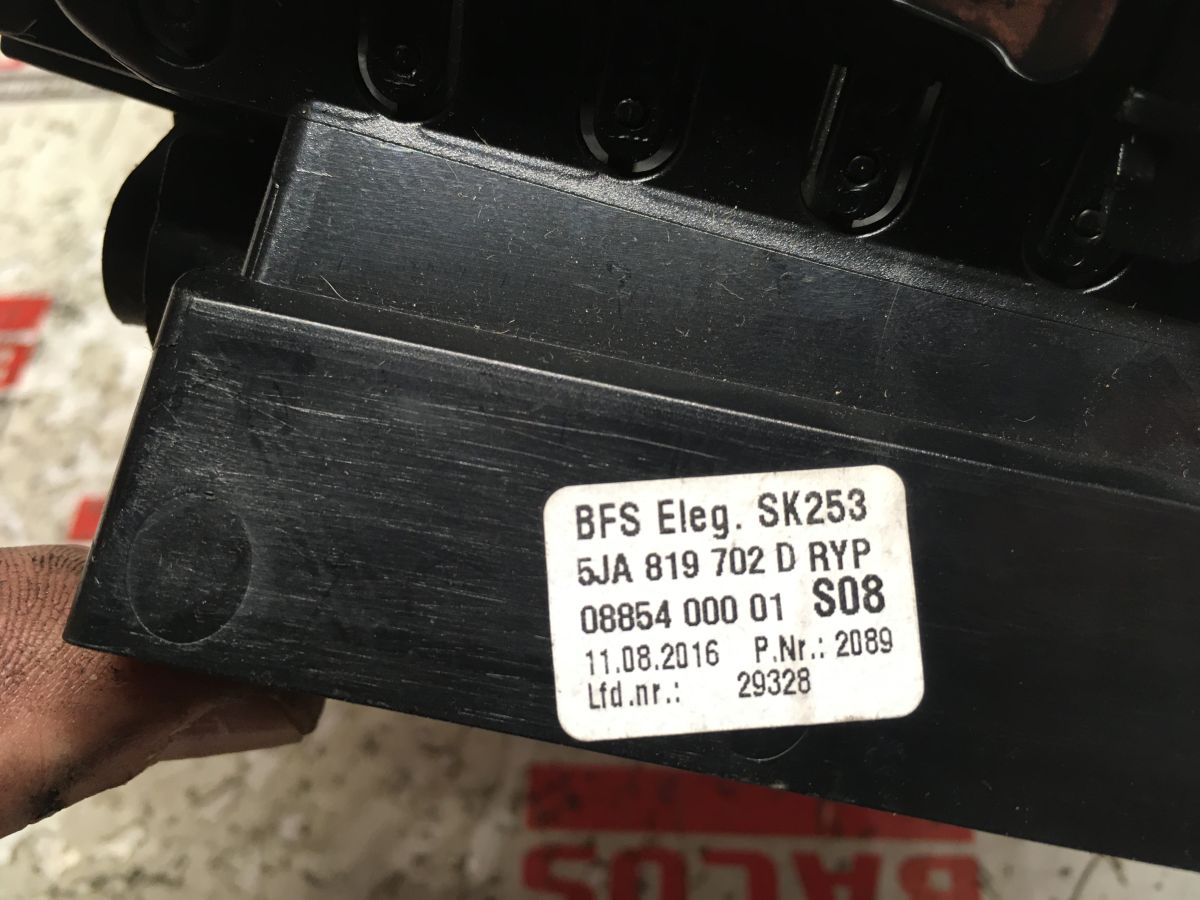 BFS Eleg. SK253
5JA 819 702 D RYP
08854 000 01 S08
11.08.2016 P.Nr.: 2089
Lfd.nr.: 29328